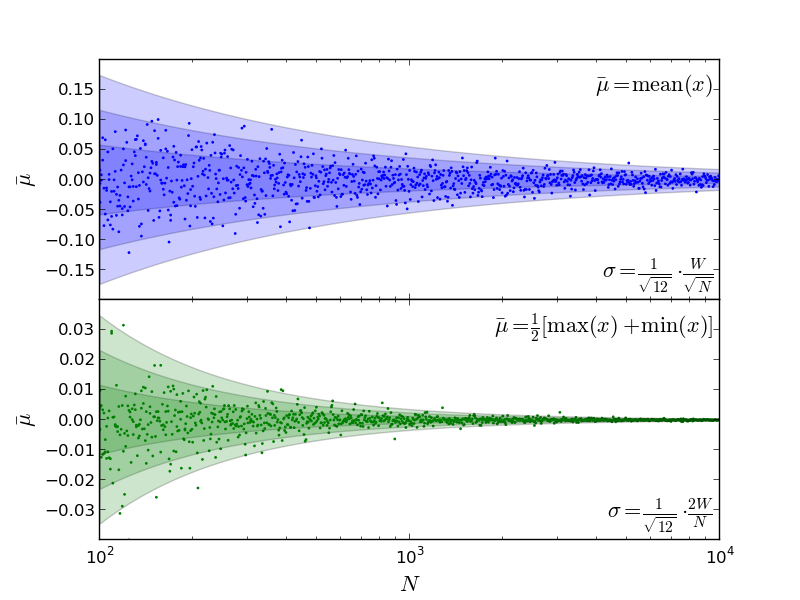 0.15
0.10
0.05
0.00
−0.05
−0.10
−0.15
μ̄
μ̄ = mean(x)
σ = 1/√12 · W/√N
0.03
0.02
0.01
0.00
−0.01
−0.02
−0.03
μ̄
μ̄ = 1/2[max(x) + min(x)]
σ = 1/√12 · 2W/N
10² 10³ 10⁴
N